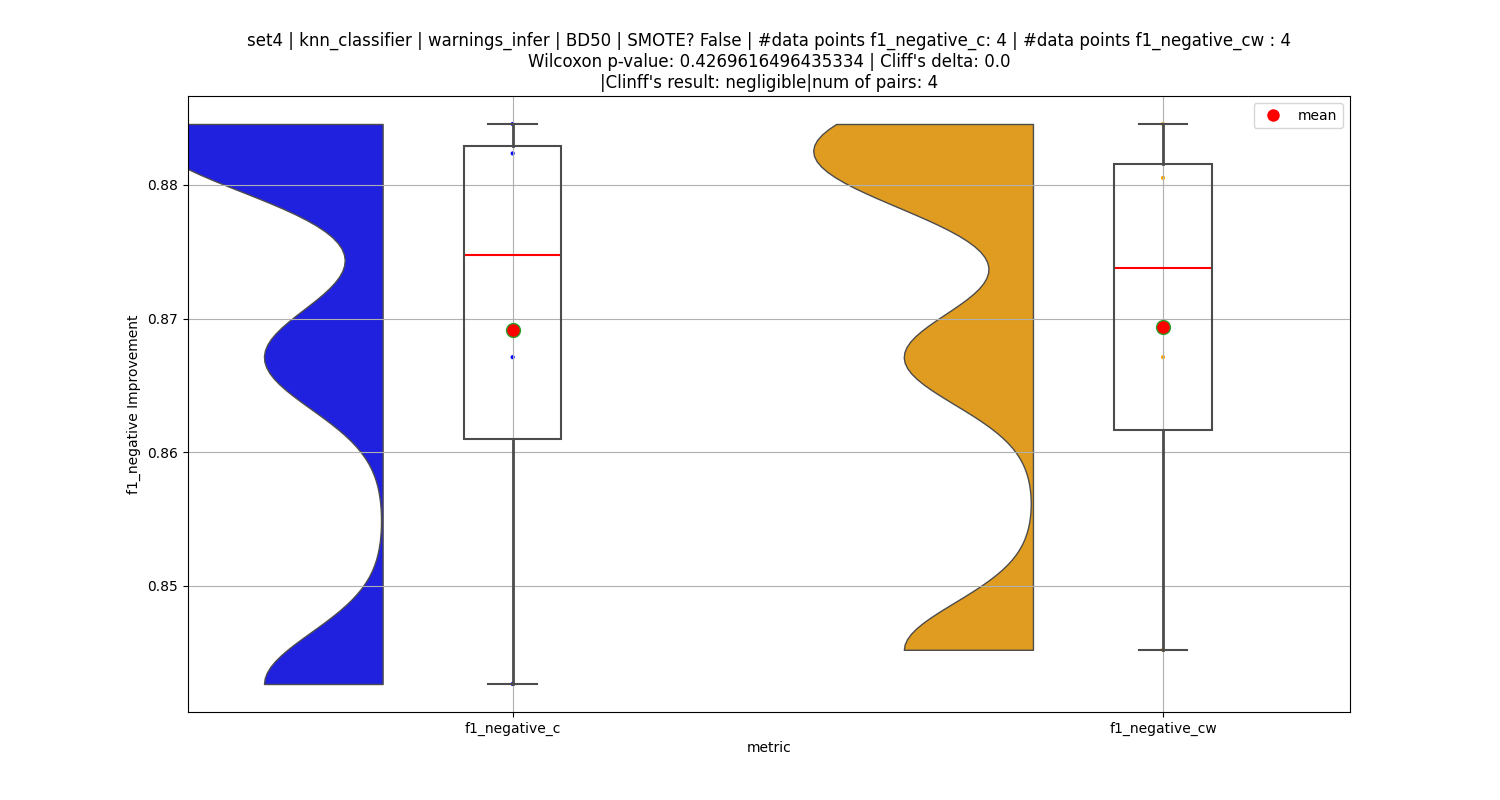 set4 | knn_classifier | warnings_infer | BD50 | SMOTE? False | #data points f1_negative_c: 4 | #data points f1_negative_cw : 4
Wilcoxon p-value: 0.4269616496435334 | Cliff's delta: 0.0
|Clinff's result: negligible|num of pairs: 4
mean
0.88
0.87
0.86
0.85
f1_negative Improvement
f1_negative_c
f1_negative_cw
metric